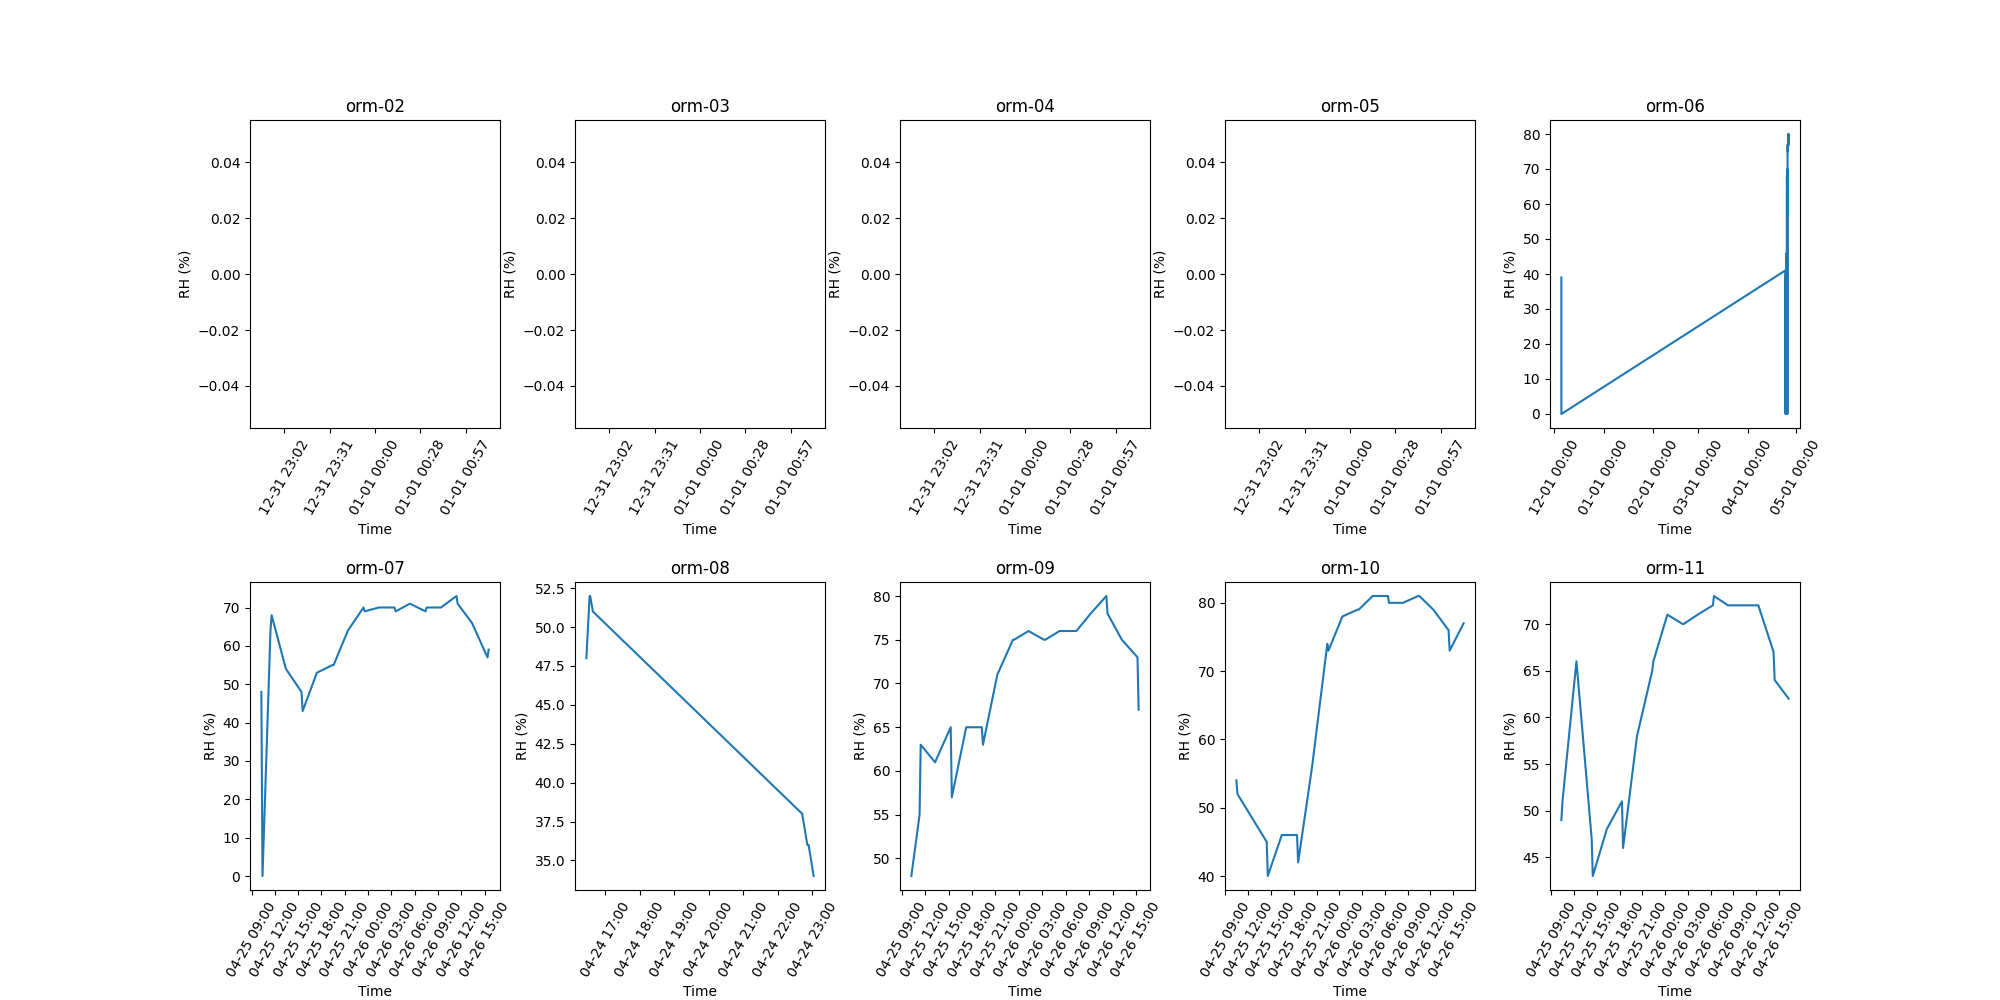 orm-02 orm-03 orm-04 orm-05 orm-06
RH (%) 0.04 0.02 0.00 −0.02 −0.04
12-31 23:02 12-31 23:31 01-01 00:00 01-01 00:28 01-01 00:57
Time
RH (%) 0.04 0.02 0.00 −0.02 −0.04
12-31 23:02 12-31 23:31 01-01 00:00 01-01 00:28 01-01 00:57
Time
RH (%) 0.04 0.02 0.00 −0.02 −0.04
12-31 23:02 12-31 23:31 01-01 00:00 01-01 00:28 01-01 00:57
Time
RH (%) 0.04 0.02 0.00 −0.02 −0.04
12-31 23:02 12-31 23:31 01-01 00:00 01-01 00:28 01-01 00:57
Time
RH (%) 80 70 60 50 40 30 20 10 0
12-01 00:00 01-01 00:00 02-01 00:00 03-01 00:00 04-01 00:00 05-01 00:00
Time
orm-07 orm-08 orm-09 orm-10 orm-11
RH (%) 70 60 50 40 30 20 10 0
04-25 09:00 04-25 12:00 04-25 15:00 04-25 18:00 04-25 21:00 04-26 00:00 04-26 03:00 04-26 06:00 04-26 09:00 04-26 12:00 04-26 15:00
Time
RH (%) 52.5 50.0 47.5 45.0 42.5 40.0 37.5 35.0
04-24 17:00 04-24 18:00 04-24 19:00 04-24 20:00 04-24 21:00 04-24 22:00 04-24 23:00
Time
RH (%) 80 75 70 65 60 55 50
04-25 09:00 04-25 12:00 04-25 15:00 04-25 18:00 04-25 21:00 04-26 00:00 04-26 03:00 04-26 06:00 04-26 09:00 04-26 12:00 04-26 15:00
Time
RH (%) 80 70 60 50 40
04-25 09:00 04-25 12:00 04-25 15:00 04-25 18:00 04-25 21:00 04-26 00:00 04-26 03:00 04-26 06:00 04-26 09:00 04-26 12:00 04-26 15:00
Time
RH (%) 70 65 60 55 50 45
04-25 09:00 04-25 12:00 04-25 15:00 04-25 18:00 04-25 21:00 04-26 00:00 04-26 03:00 04-26 06:00 04-26 09:00 04-26 12:00 04-26 15:00
Time